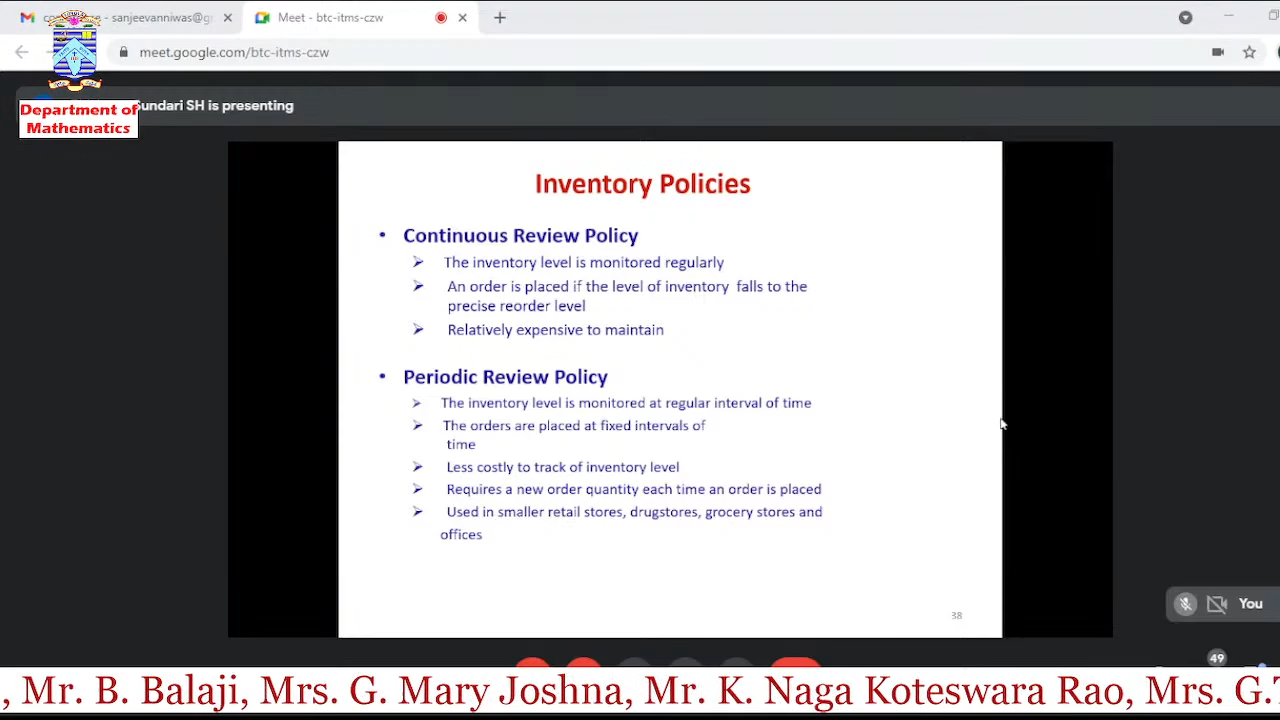 Meet - btc-itms-czw
meet.google.com/btc-itms-czw
Department of
Mathematics
undari SH is presenting
Inventory Policies
• Continuous Review Policy
➢ The inventory level is monitored regularly
➢ An order is placed if the level of inventory falls to the
precise reorder level
➢ Relatively expensive to maintain
• Periodic Review Policy
➢ The inventory level is monitored at regular interval of time
➢ The orders are placed at fixed intervals of
time
➢ Less costly to track of inventory level
➢ Requires a new order quantity each time an order is placed
➢ Used in smaller retail stores, drugstores, grocery stores and
offices
38
You
49
, Mr. B. Balaji, Mrs. G. Mary Joshna, Mr. K. Naga Koteswara Rao, Mrs. G.